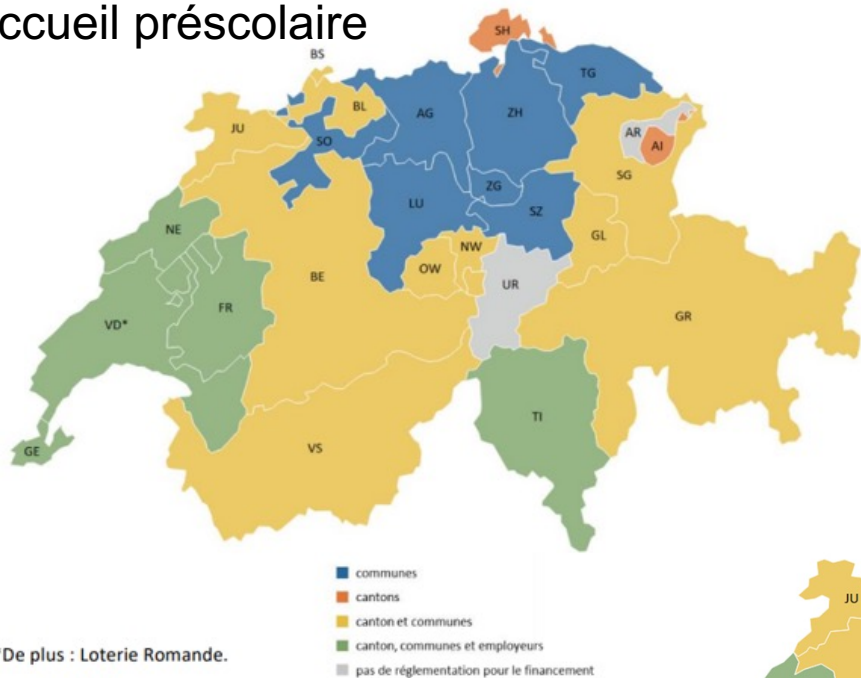 ccueil préscolaire
SH
BS
TG
BL
AG
ZH
JU
SO
AR
AI
SG
ZG
LU
SZ
NE
NW
GL
OW
BE
UR
FR
GR
VD*
TI
VS
GE
communes
cantons
canton et communes
canton, communes et employeurs
pas de réglementation pour le financement
*De plus : Loterie Romande.
JU